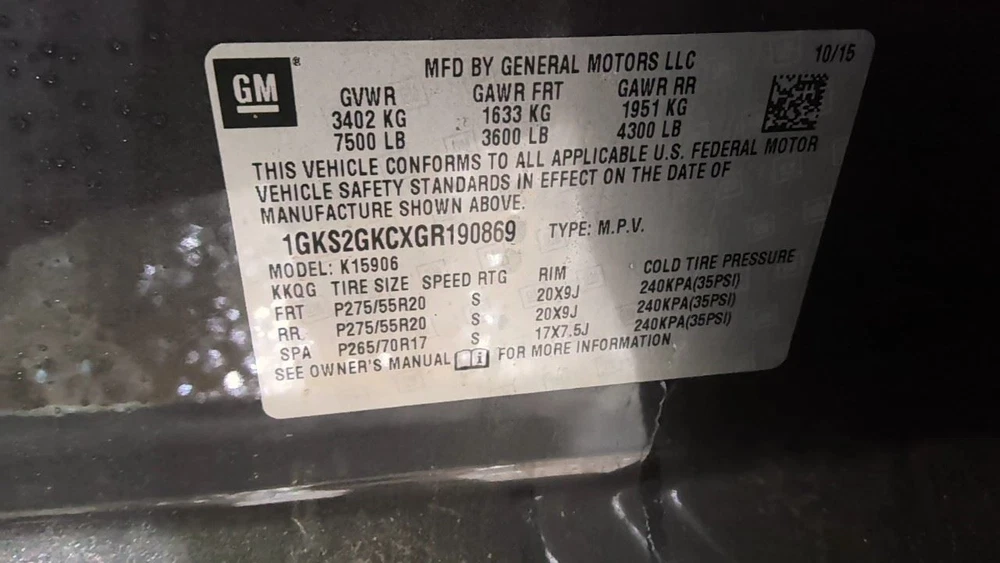 GM®
MFD BY GENERAL MOTORS LLC
10/15
GVWR GAWR FRT GAWR RR
3402 KG 1633 KG 1951 KG
7500 LB 3600 LB 4300 LB
THIS VEHICLE CONFORMS TO ALL APPLICABLE U.S. FEDERAL MOTOR
VEHICLE SAFETY STANDARDS IN EFFECT ON THE DATE OF
MANUFACTURE SHOWN ABOVE.
1GKS2GKCXGR190869 TYPE: M.P.V.
MODEL: K15906
KKQG TIRE SIZE SPEED RTG RIM COLD TIRE PRESSURE
FRT P275/55R20 S 20X9J 240KPA(35PSI)
RR P275/55R20 S 20X9J 240KPA(35PSI)
SPA P265/70R17 S 17X7.5J 240KPA(35PSI)
SEE OWNER'S MANUAL FOR MORE INFORMATION